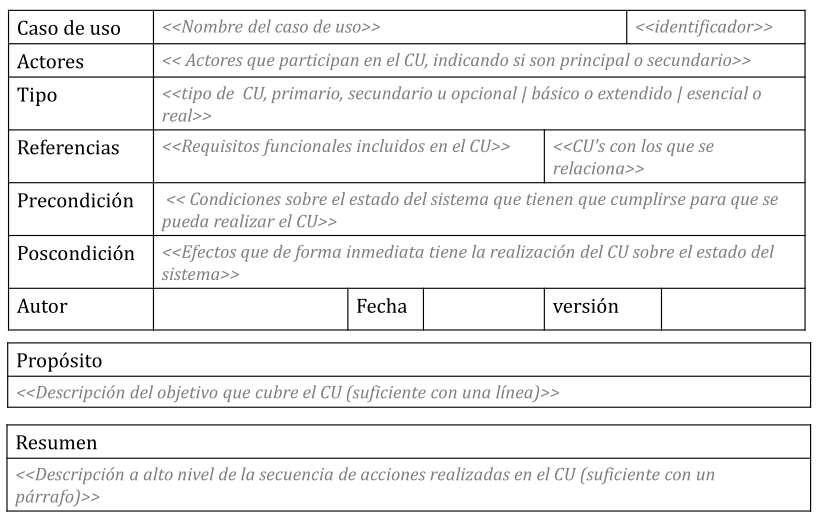 Caso de uso <<Nombre del caso de uso>> <<identificador>>
Actores << Actores que participan en el CU, indicando si son principal o secundario>>
Tipo <<tipo de CU, primario, secundario u opcional | básico o extendido | esencial o
real>>
Referencias <<Requisitos funcionales incluidos en el CU>> <<CU's con los que se
relaciona>>
Precondición << Condiciones sobre el estado del sistema que tienen que cumplirse para que se
pueda realizar el CU>>
Poscondición <<Efectos que de forma inmediata tiene la realización del CU sobre el estado del
sistema>>
Autor Fecha versión
Propósito
<<Descripción del objetivo que cubre el CU (suficiente con una línea)>>
Resumen
<<Descripción a alto nivel de la secuencia de acciones realizadas en el CU (suficiente con un
párrafo)>>